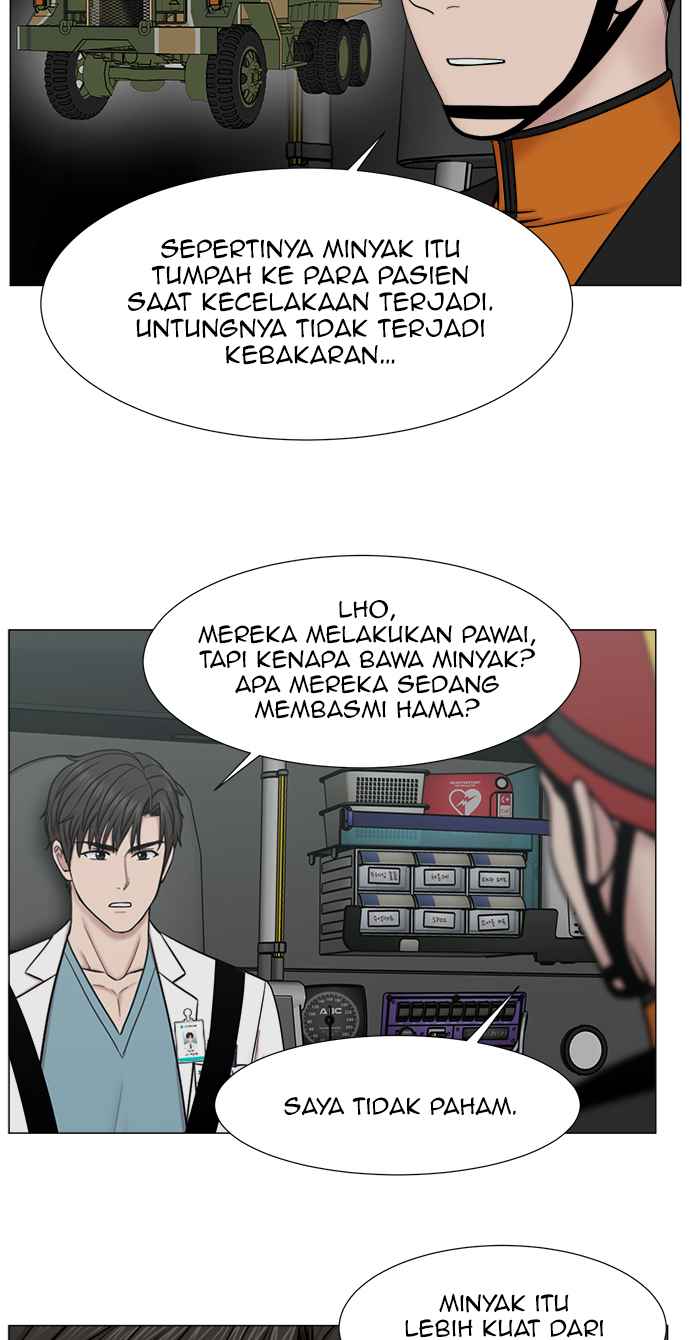 SEPERTINYA MINYAK ITU
TUMPAH KE PARA PASIEN
SAAT KECELAKAAN TERJADI.
UNTUNGNYA TIDAK TERJADI
KEBAKARAN...
LHO,
MEREKA MELAKUKAN PAWAI,
TAPI KENAPA BAWA MINYAK?
APA MEREKA SEDANG
MEMBASMI HAMA?
ABC
SAYA TIDAK PAHAM.
MINYAK ITU
LEBIH KUAT DARI